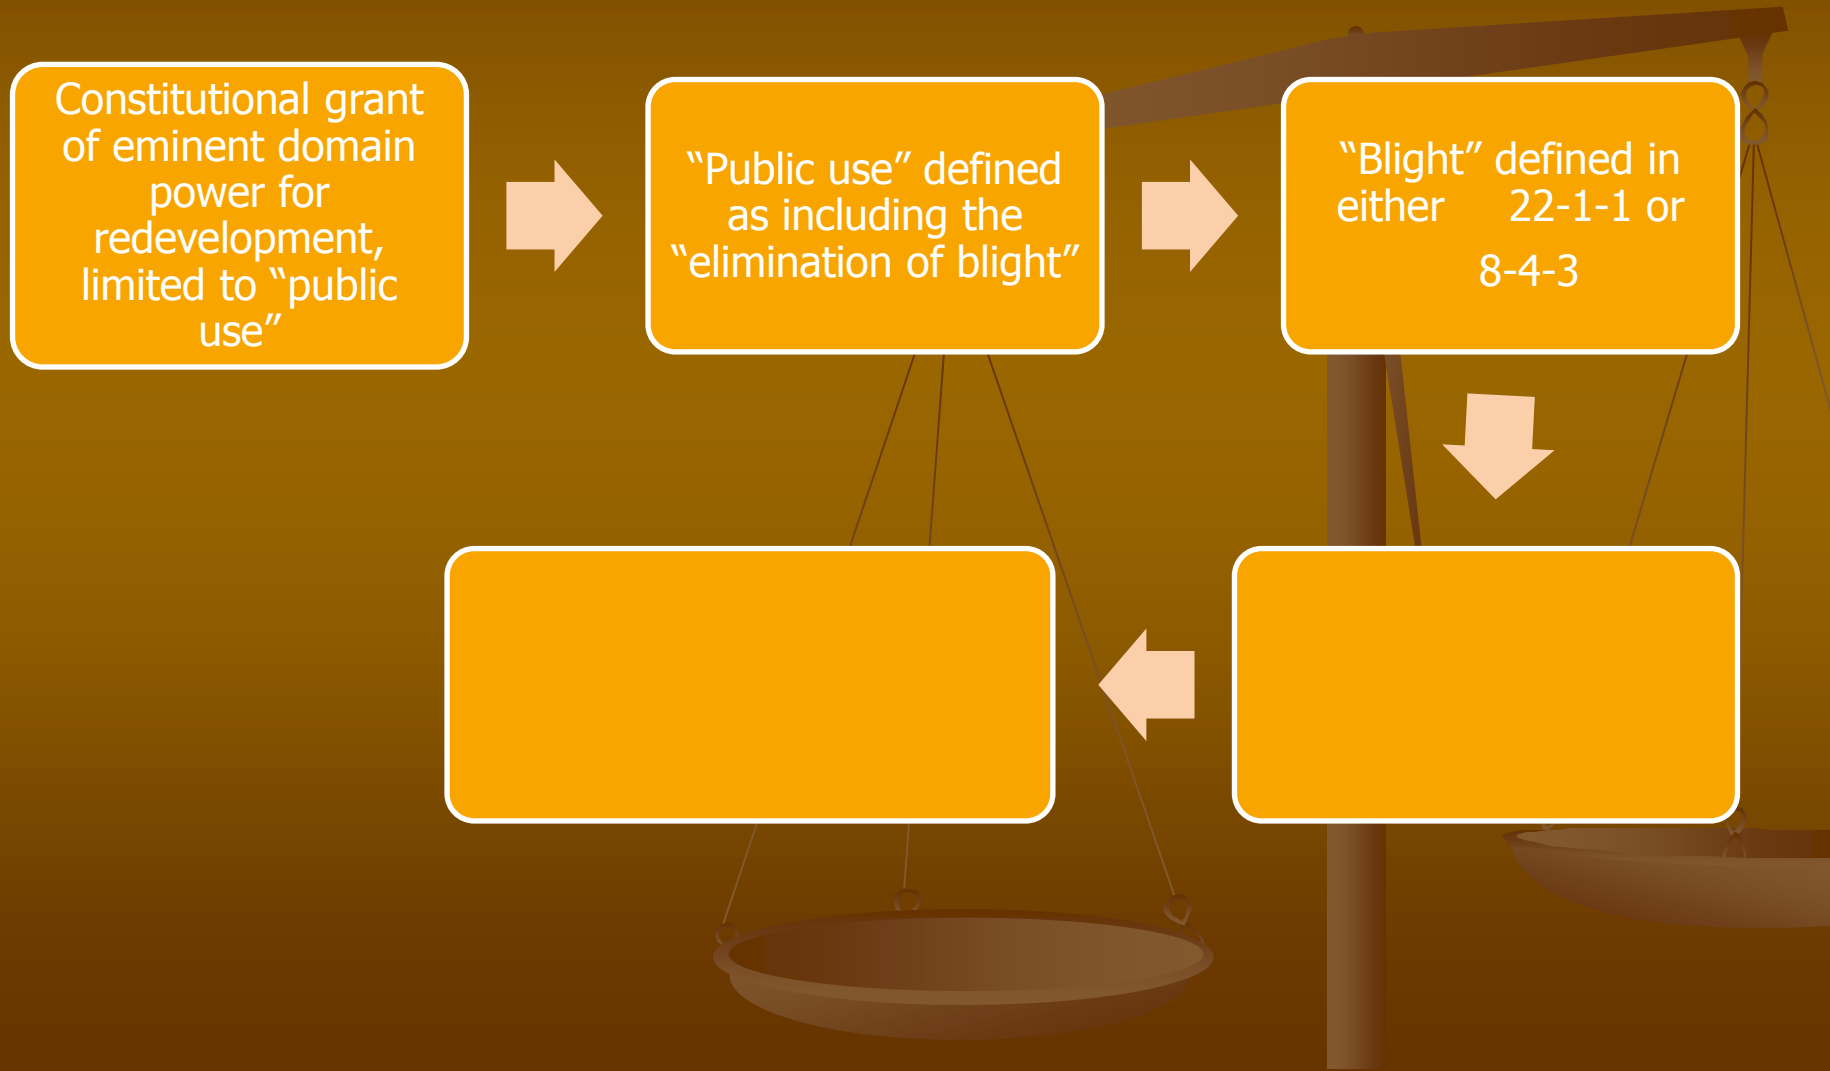 Constitutional grant
of eminent domain
power for
redevelopment,
limited to “public
use”
“Public use” defined
as including the
“elimination of blight”
“Blight” defined in
either 22-1-1 or
8-4-3